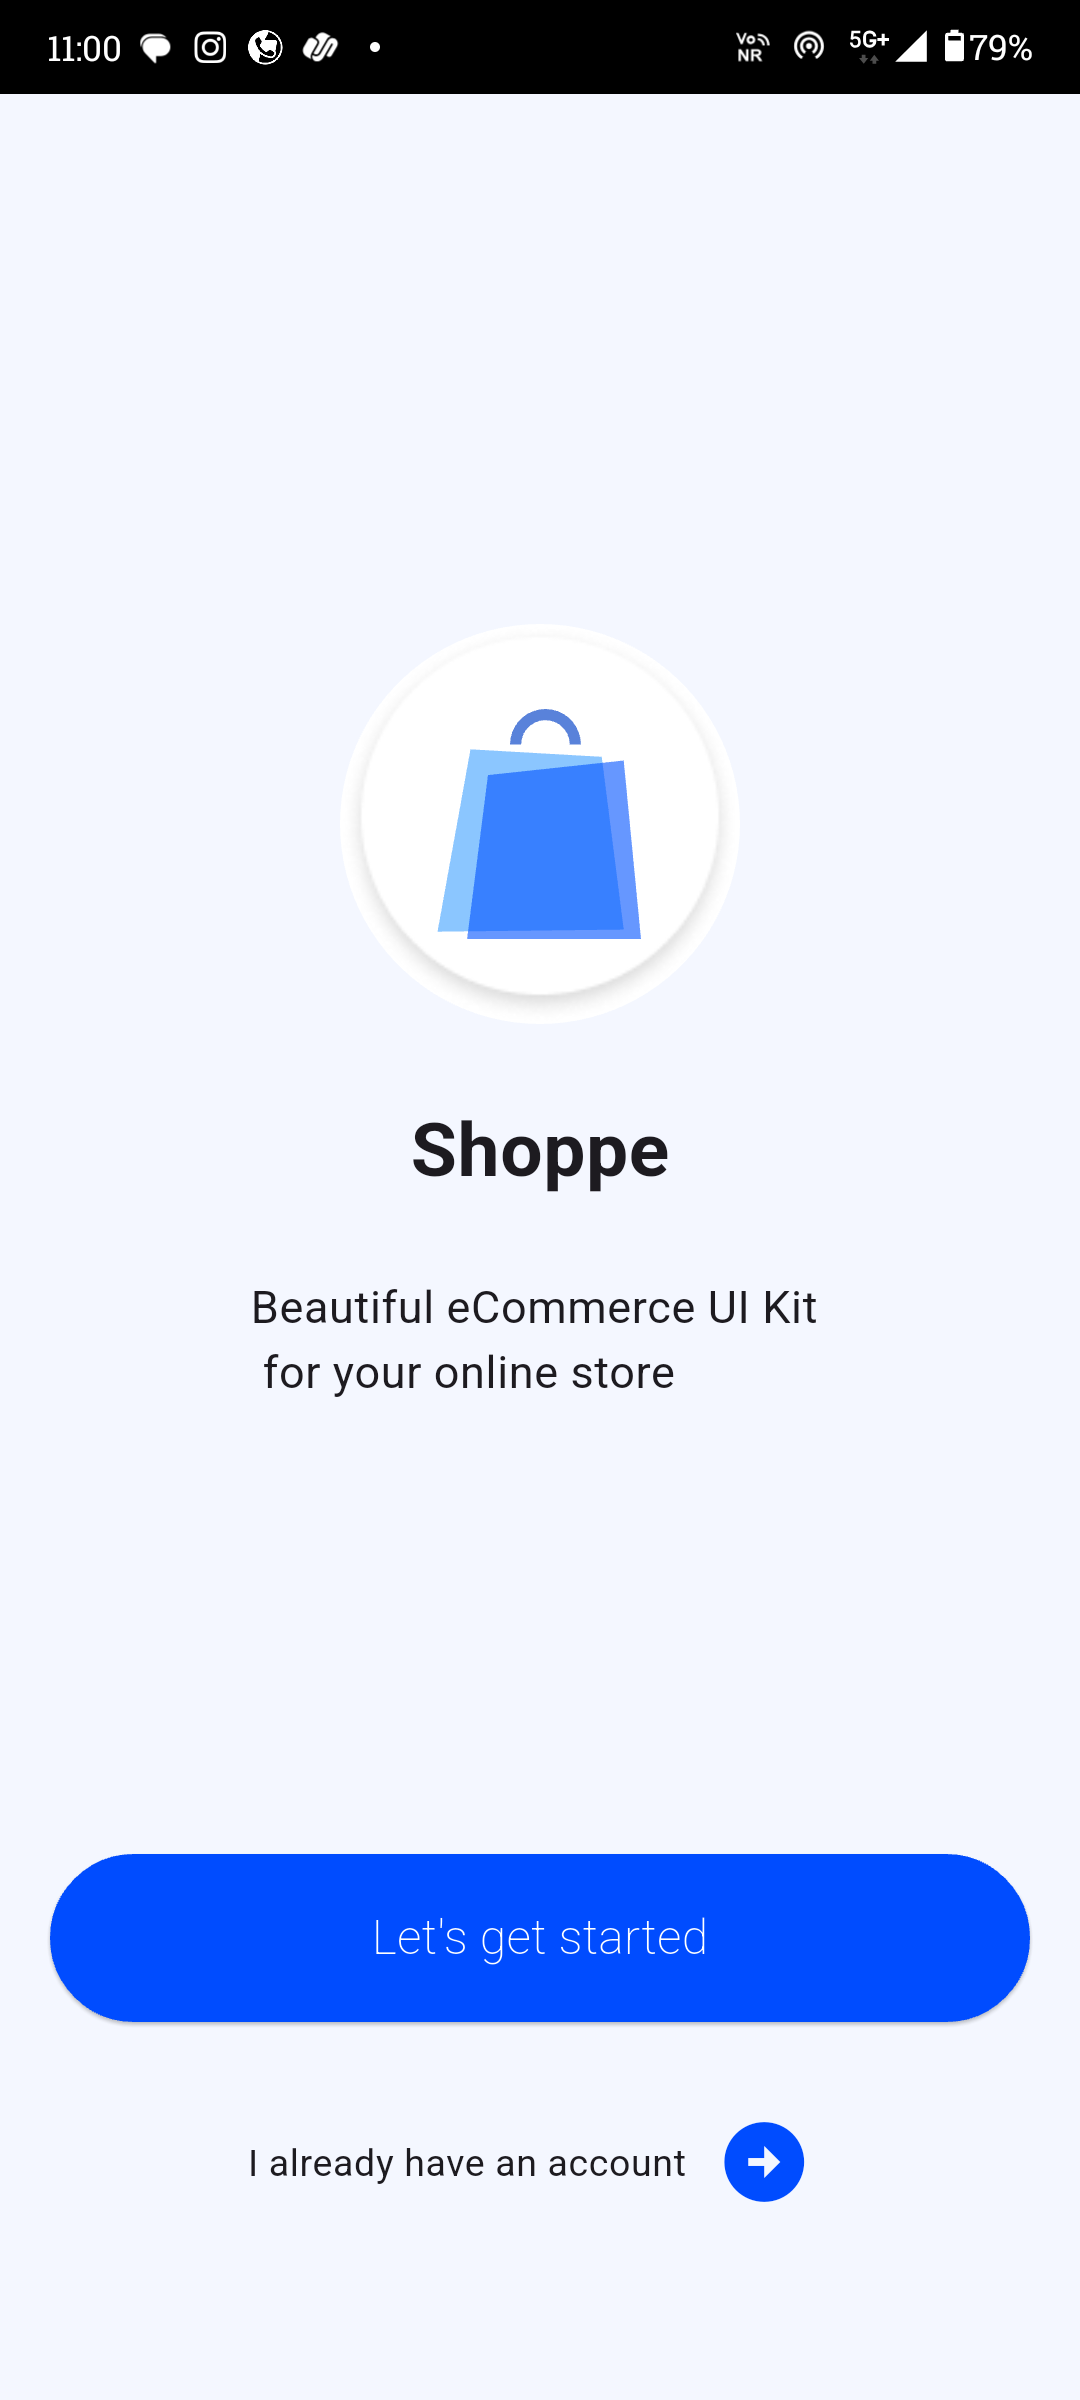 11:00
Vo NR 5G+ 79%
Shoppe
Beautiful eCommerce UI Kit
for your online store
Let's get started
I already have an account